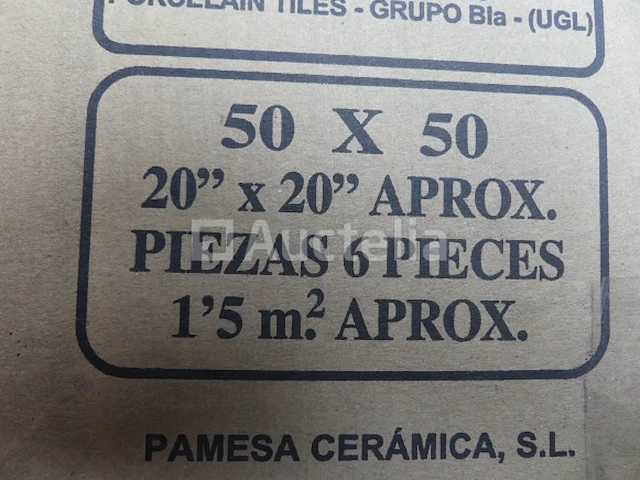 PORCELLAIN TILES - GRUPO BIa - (UGL)
50 X 50
20” x 20” APROX.
PIEZAS 6 PIECES
1’5 m.² APROX.
Auctelia
PAMESA CERÁMICA, S.L.